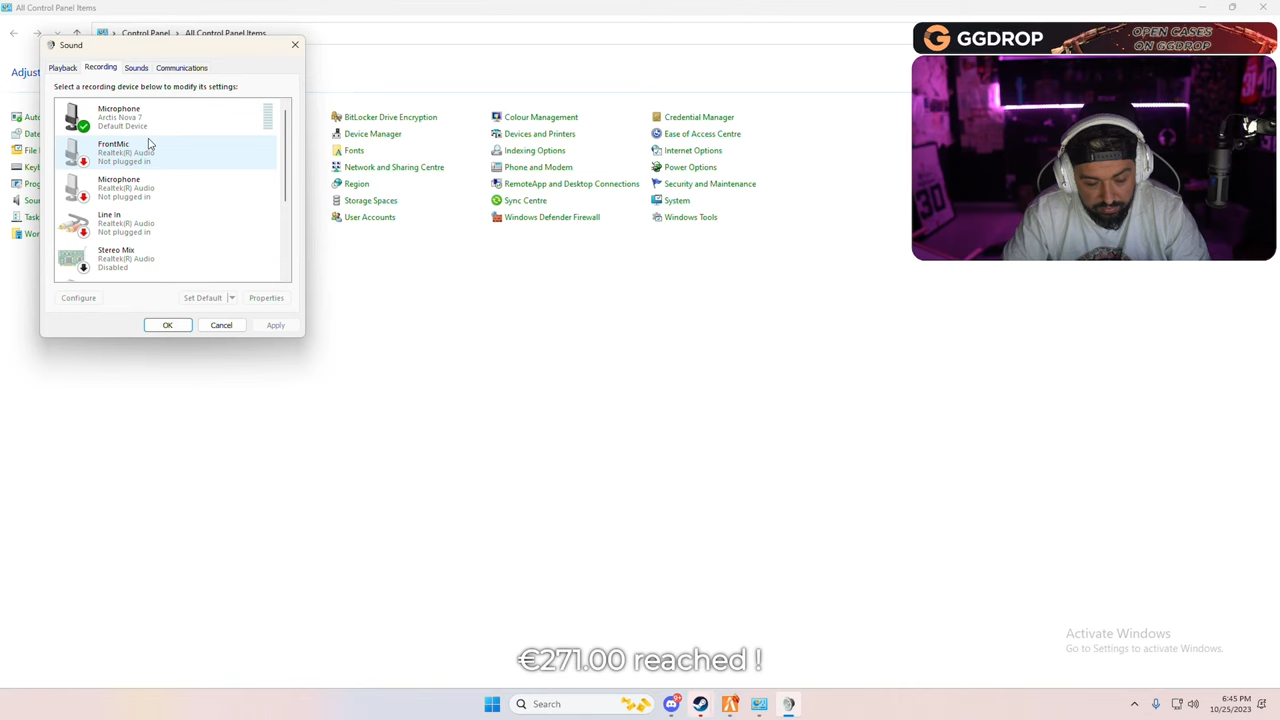 All Control Panel Items
Control Panel
All Control Panel Items
Sound
Playback
Recording
Sounds
Communications
Select a recording device below to modify its settings:
Microphone
Arctis Nova 7
Default Device
FrontMic
Realtek(R) Audio
Not plugged in
Microphone
Realtek(R) Audio
Not plugged in
Line In
Realtek(R) Audio
Not plugged in
Stereo Mix
Realtek(R) Audio
Disabled
Configure
Set Default
Properties
OK
Cancel
Apply
Adjust
BitLocker Drive Encryption
Colour Management
Credential Manager
Device Manager
Devices and Printers
Ease of Access Centre
Fonts
Indexing Options
Internet Options
Network and Sharing Centre
Phone and Modem
Power Options
Region
RemoteApp and Desktop Connections
Security and Maintenance
Storage Spaces
Sync Centre
System
User Accounts
Windows Defender Firewall
Windows Tools
GGDROP
OPEN CASES
ON GGDROP
Activate Windows
Go to Settings to activate Windows.
€271.00 reached !
Search
9+
6:45 PM
10/25/2023